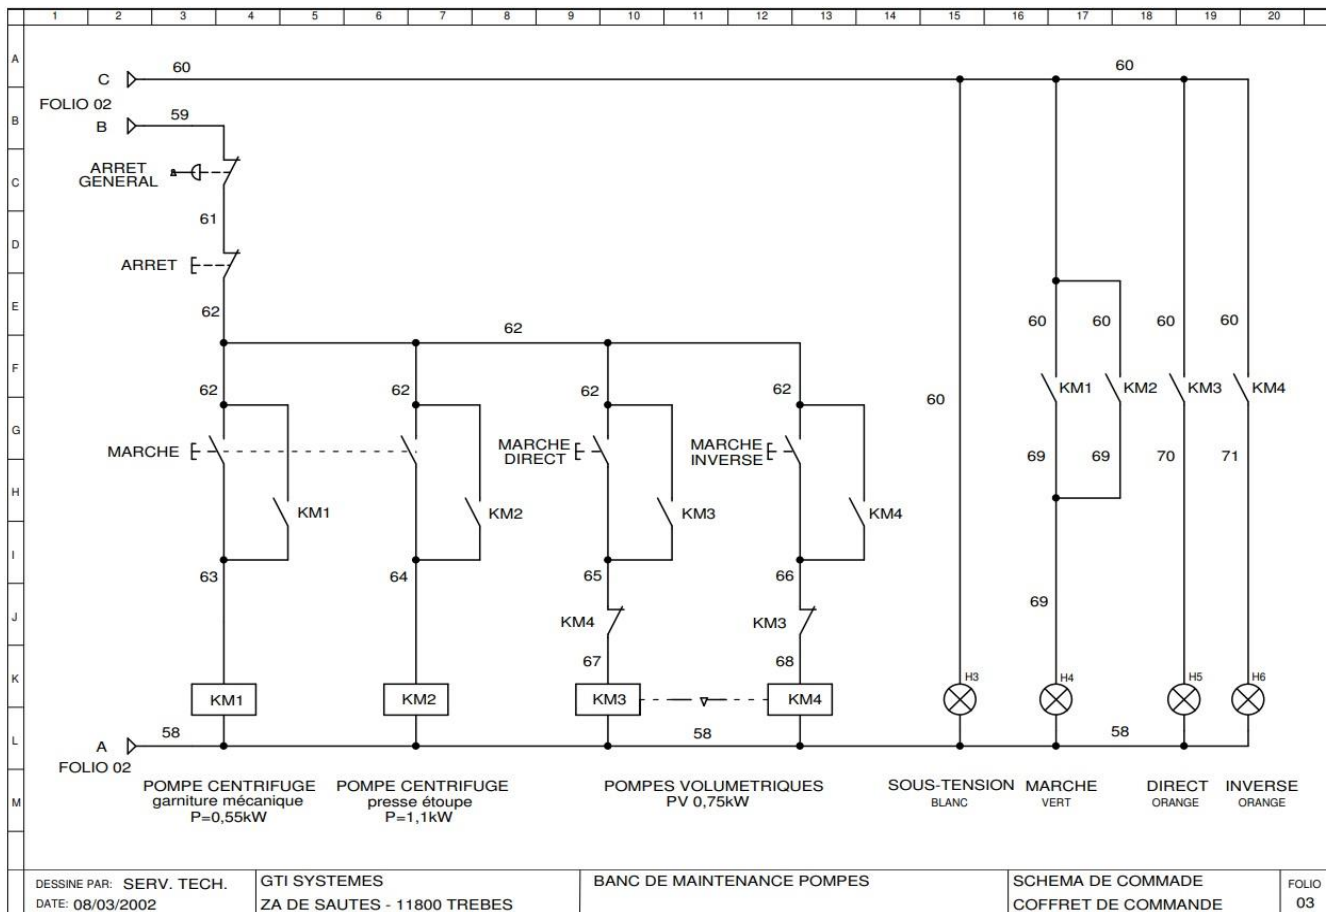 1 2 3 4 5 6 7 8 9 10 11 12 13 14 15 16 17 18 19 20
A
B
C
D
E
F
G
H
I
J
K
L
M
C 60 60
FOLIO 02
B 59
ARRET
GENERAL
61
ARRET
62
62
60 60 60 60
62 62 62 62
KM1 KM2 KM3 KM4
60
MARCHE
MARCHE
DIRECT
MARCHE
INVERSE
69 69 70 71
KM1 KM2 KM3 KM4
63 64 65 66
69
KM4 KM3
67 68
H3 H4 H5 H6
KM1 KM2 KM3 KM4
58 58 58
A
FOLIO 02
POMPE CENTRIFUGE
garniture mécanique
P=0,55kW
POMPE CENTRIFUGE
presse étoupe
P=1,1kW
POMPES VOLUMETRIQUES
PV 0,75kW
SOUS-TENSION
BLANC
MARCHE
VERT
DIRECT
ORANGE
INVERSE
ORANGE
DESSINE PAR: SERV. TECH.
DATE: 08/03/2002
GTI SYSTEMES
ZA DE SAUTES - 11800 TREBES
BANC DE MAINTENANCE POMPES
SCHEMA DE COMMADE
COFFRET DE COMMANDE
FOLIO
03